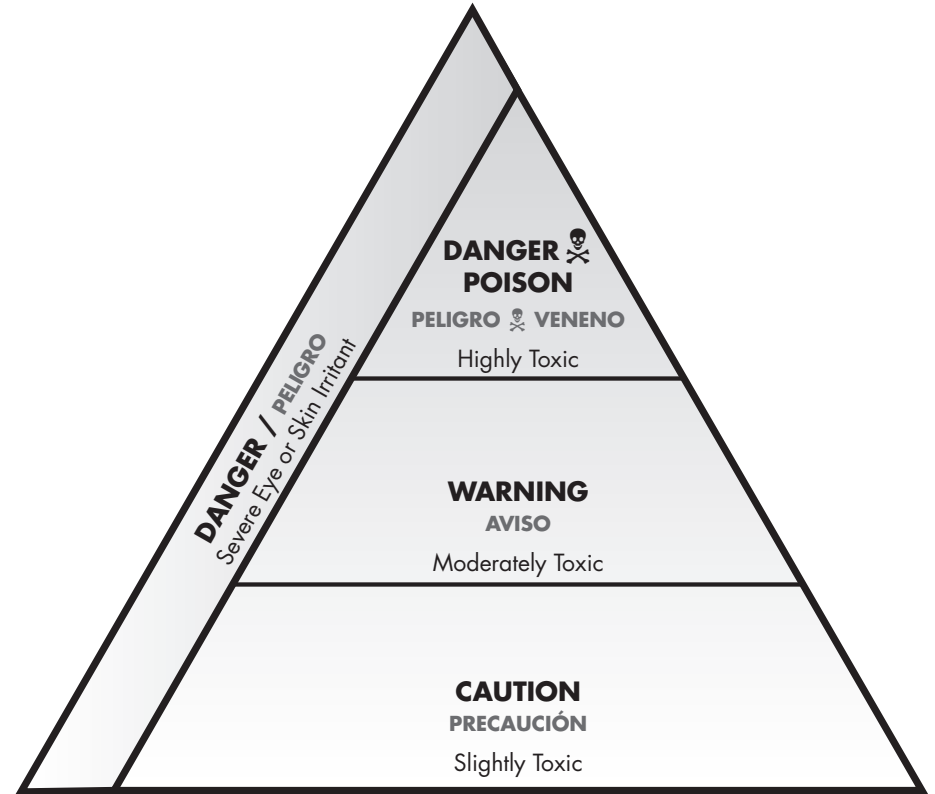 DANGER / PELIGRO
Severe Eye or Skin Irritant
DANGER ☠
POISON
PELIGRO ☠ VENENO
Highly Toxic
WARNING
AVISO
Moderately Toxic
CAUTION
PRECAUCIÓN
Slightly Toxic